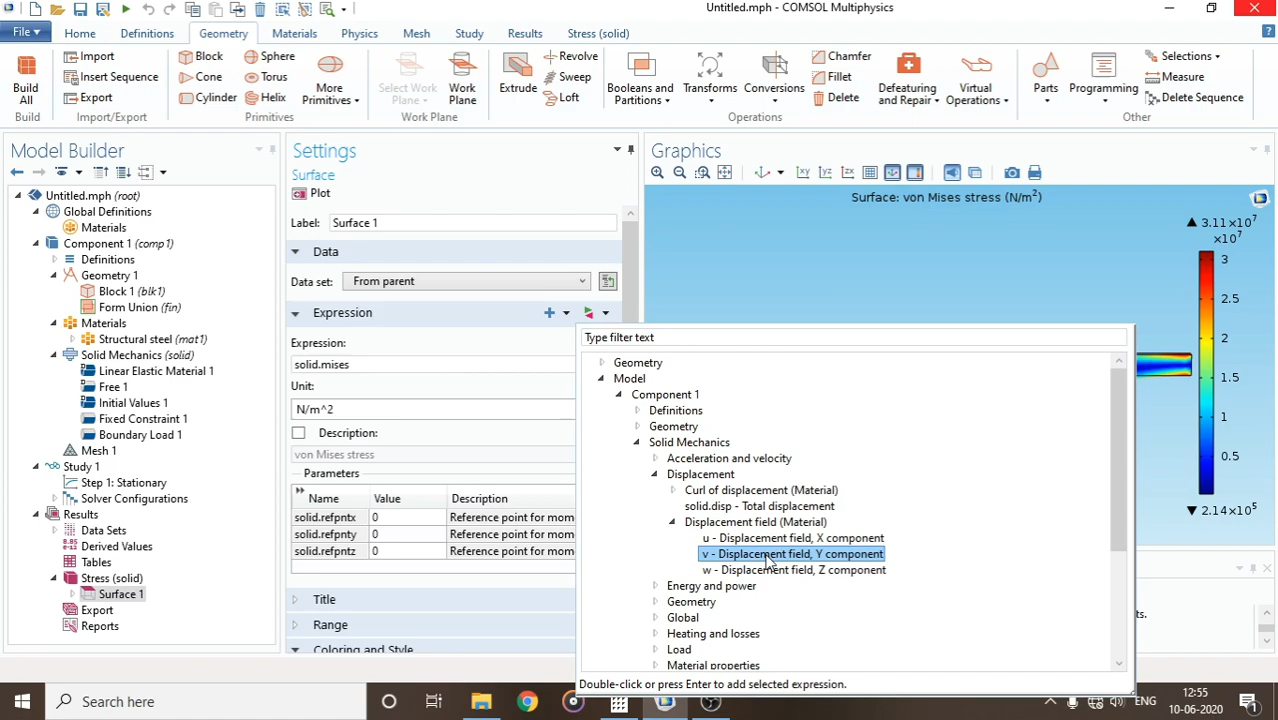 Untitled.mph - COMSOL Multiphysics
File
Home
Definitions
Geometry
Materials
Physics
Mesh
Study
Results
Stress (solid)
Build
All
Import
Insert Sequence
Export
Block
Cone
Cylinder
Sphere
Torus
Helix
More
Primitives
Select Work
Plane
Work
Plane
Extrude
Revolve
Sweep
Loft
Booleans and
Partitions
Transforms
Conversions
Chamfer
Fillet
Delete
Defeaturing
and Repair
Virtual
Operations
Parts
Programming
Selections
Measure
Delete Sequence
Build
Import/Export
Primitives
Work Plane
Operations
Other
Model Builder
Untitled.mph (root)
Global Definitions
Materials
Component 1 (comp1)
Definitions
Geometry 1
Block 1 (blk1)
Form Union (fin)
Materials
Structural steel (mat1)
Solid Mechanics (solid)
Linear Elastic Material 1
Free 1
Initial Values 1
Fixed Constraint 1
Boundary Load 1
Mesh 1
Study 1
Step 1: Stationary
Solver Configurations
Results
Data Sets
Derived Values
Tables
Stress (solid)
Surface 1
Export
Reports
Settings
Surface
Plot
Label: Surface 1
Data
Data set: From parent
Expression
Expression:
solid.mises
Unit:
N/m^2
Description:
von Mises stress
Parameters
Name Value Description
solid.refpntx 0 Reference point for mom
solid.refpnty 0 Reference point for mom
solid.refpntz 0 Reference point for mom
Title
Range
Coloring and Style
Graphics
Surface: von Mises stress (N/m²)
▲ 3.11×10⁷
×10⁷
3
2.5
2
1.5
1
0.5
▼ 2.14×10⁵
Type filter text
Geometry
Model
Component 1
Definitions
Geometry
Solid Mechanics
Acceleration and velocity
Displacement
Curl of displacement (Material)
solid.disp - Total displacement
Displacement field (Material)
u - Displacement field, X component
v - Displacement field, Y component
w - Displacement field, Z component
Energy and power
Geometry
Global
Heating and losses
Load
Material properties
Double-click or press Enter to add selected expression.
ts.
Search here
ENG
12:55
10-06-2020
1